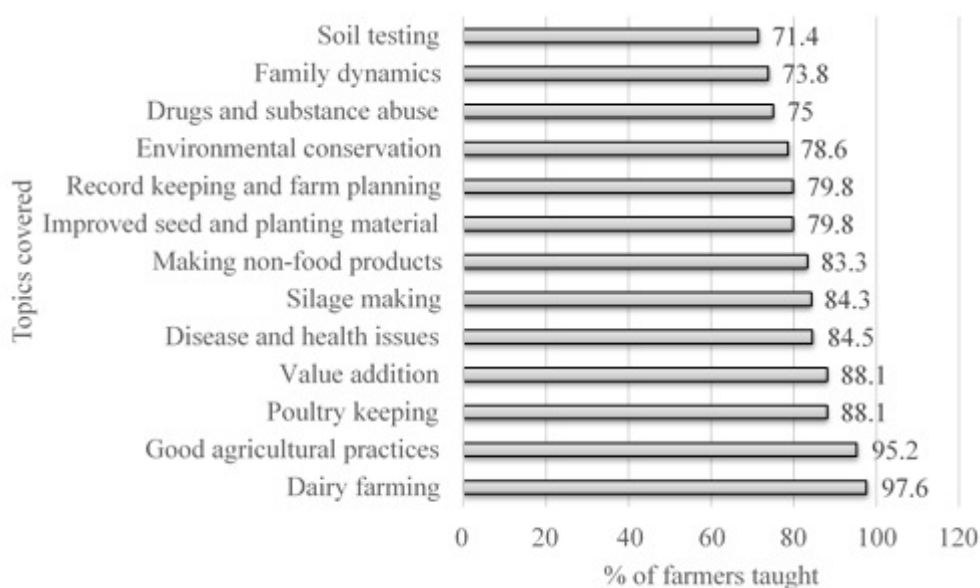 Topics covered
Soil testing 71.4
Family dynamics 73.8
Drugs and substance abuse 75
Environmental conservation 78.6
Record keeping and farm planning 79.8
Improved seed and planting material 79.8
Making non-food products 83.3
Silage making 84.3
Disease and health issues 84.5
Value addition 88.1
Poultry keeping 88.1
Good agricultural practices 95.2
Dairy farming 97.6
0 20 40 60 80 100 120
% of farmers taught